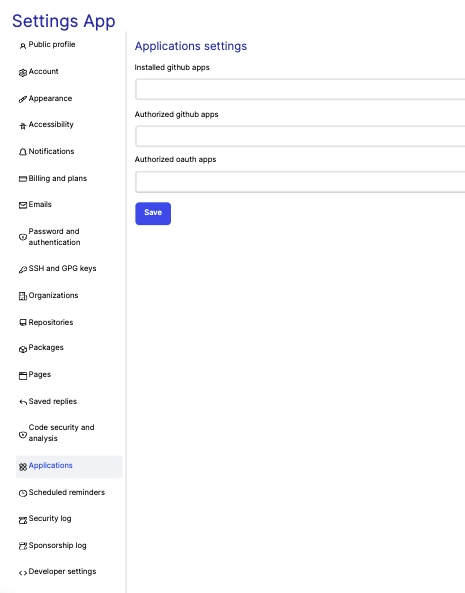 Settings App
Public profile
Account
Appearance
Accessibility
Notifications
Billing and plans
Emails
Password and
authentication
SSH and GPG keys
Organizations
Repositories
Packages
Pages
Saved replies
Code security and
analysis
Applications
Scheduled reminders
Security log
Sponsorship log
Developer settings
Applications settings
Installed github apps
Authorized github apps
Authorized oauth apps
Save